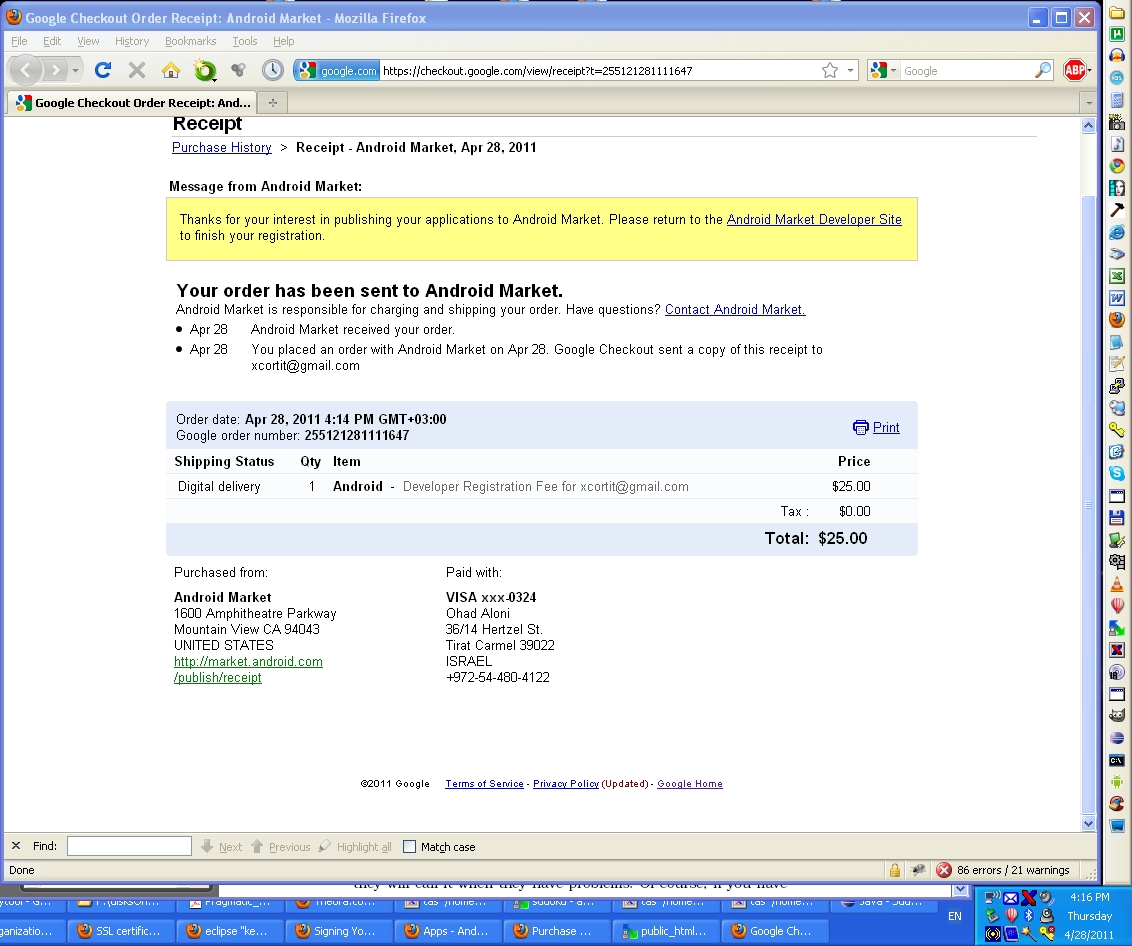 Google Checkout Order Receipt: Android Market - Mozilla Firefox
File Edit View History Bookmarks Tools Help
google.com https://checkout.google.com/view/receipt?t=255121281111647 Google ABP
Google Checkout Order Receipt: And...
Receipt
Purchase History > Receipt - Android Market, Apr 28, 2011
Message from Android Market:
Thanks for your interest in publishing your applications to Android Market. Please return to the Android Market Developer Site
to finish your registration.
Your order has been sent to Android Market.
Android Market is responsible for charging and shipping your order. Have questions? Contact Android Market.
• Apr 28 Android Market received your order.
• Apr 28 You placed an order with Android Market on Apr 28. Google Checkout sent a copy of this receipt to
xcortit@gmail.com
Order date: Apr 28, 2011 4:14 PM GMT+03:00
Google order number: 255121281111647
Print
Shipping Status Qty Item Price
Digital delivery 1 Android - Developer Registration Fee for xcortit@gmail.com $25.00
Tax : $0.00
Total: $25.00
Purchased from:
Android Market
1600 Amphitheatre Parkway
Mountain View CA 94043
UNITED STATES
http://market.android.com
/publish/receipt
Paid with:
VISA xxx-0324
Ohad Aloni
36/14 Hertzel St.
Tirat Carmel 39022
ISRAEL
+972-54-480-4122
©2011 Google Terms of Service - Privacy Policy (Updated) - Google Home
× Find: Next Previous Highlight all Match case
Done 86 errors / 21 warnings
they will call it when they have problems. Of course, if you have
ganizatio... SSL certific... eclipse "ke... Signing Yo... Apps - And... Purchase ... public_html... Google Ch...
EN
4:16 PM
Thursday
4/28/2011